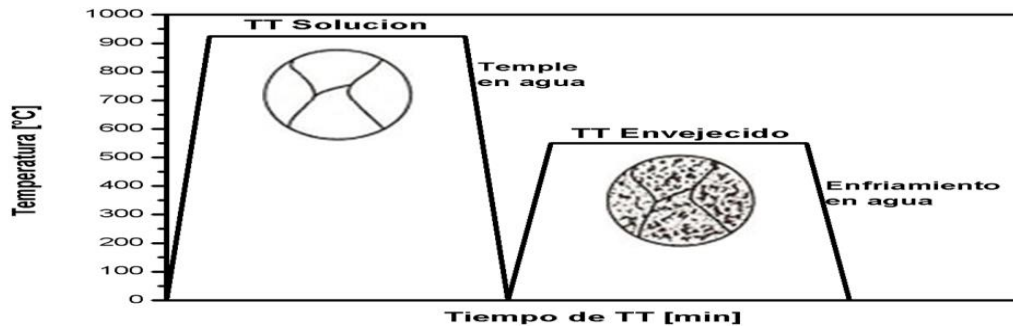 1000
900
800
700
600
500
400
300
200
100
0
Temperatura [°C]
TT Solucion
Temple
en agua
TT Envejecido
Enfriamiento
en agua
Tiempo de TT [min]